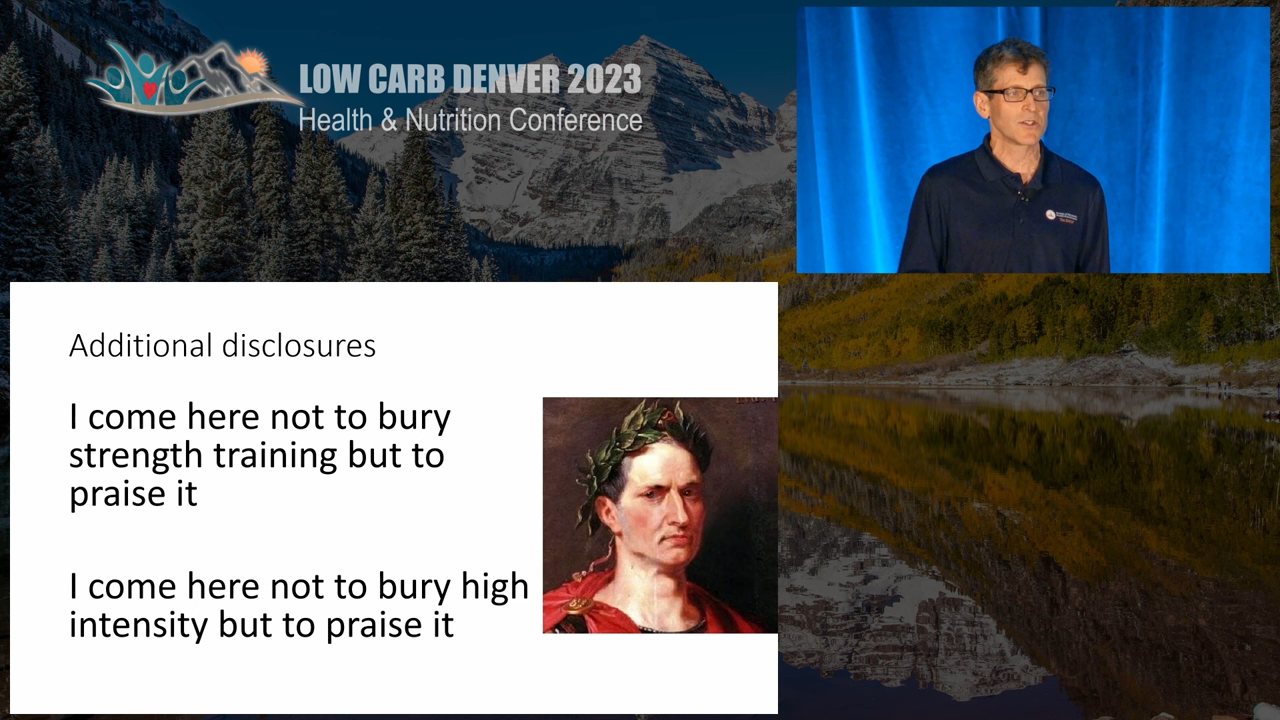 LOW CARB DENVER 2023
Health & Nutrition Conference
Additional disclosures
I come here not to bury
strength training but to
praise it
I come here not to bury high
intensity but to praise it